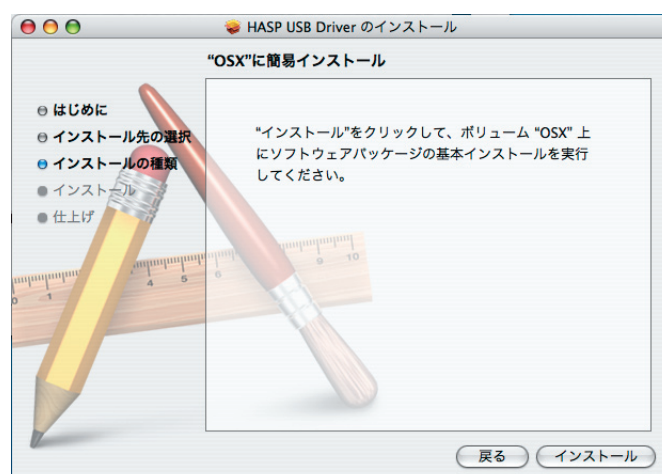 HASP USB Driver のインストール
“OSX”に簡易インストール
はじめに
インストール先の選択
インストールの種類
インストール
仕上げ
“インストール”をクリックして、ボリューム “OSX” 上
にソフトウェアパッケージの基本インストールを実行
してください。
0 1 4 5 6 9 10
戻る
インストール